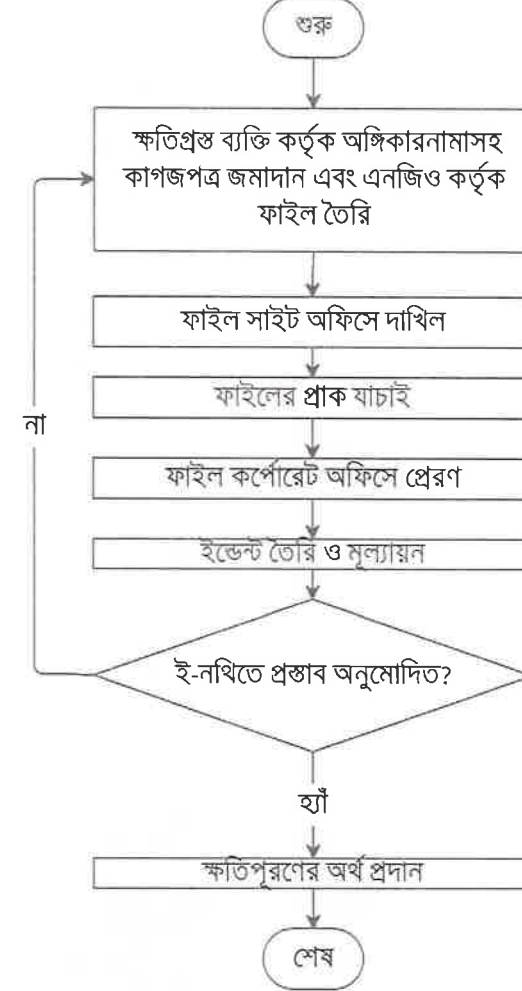 শুরু
ক্ষতিগ্রস্ত ব্যক্তি কর্তৃক অঙ্গিকারনামাসহ
কাগজপত্র জমাদান এবং এনজিও কর্তৃক
ফাইল তৈরি
ফাইল সাইট অফিসে দাখিল
ফাইলের প্রাক যাচাই
না
ফাইল কর্পোরেট অফিসে প্রেরণ
ইন্ডেন্ট তৈরি ও মূল্যায়ন
ই-নথিতে প্রস্তাব অনুমোদিত?
হ্যাঁ
ক্ষতিপূরণের অর্থ প্রদান
শেষ